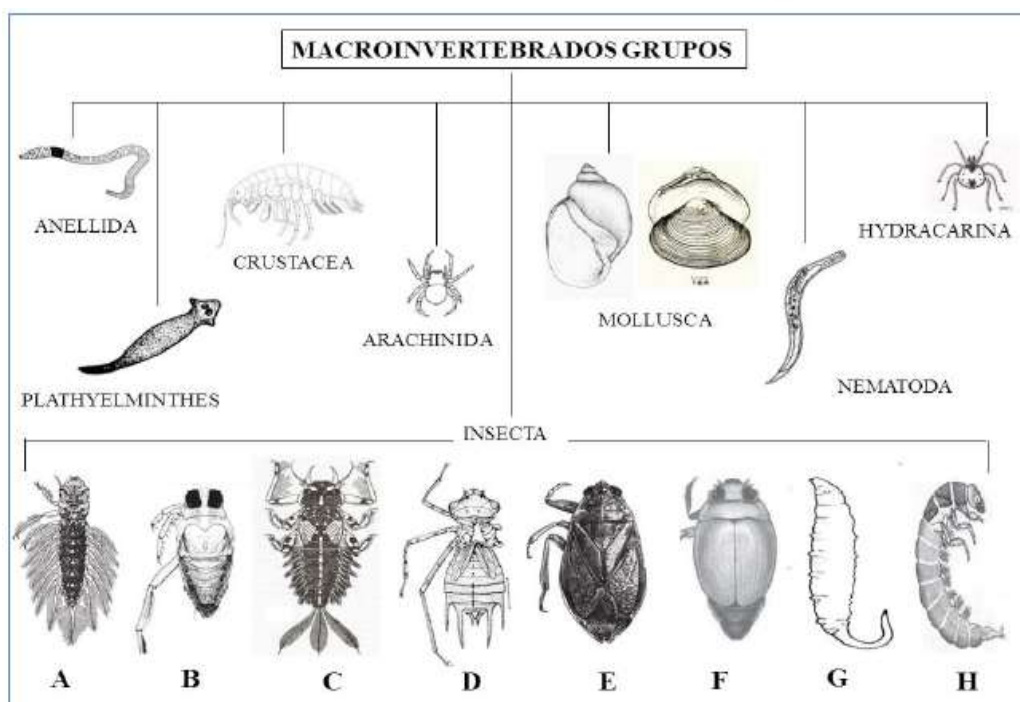 MACROINVERTEBRADOS GRUPOS
ANELLIDA
CRUSTACEA
HYDRACARINA
MOLLUSCA
ARACHINIDA
NEMATODA
PLATHYELMINTHES
INSECTA
A B C D E F G H